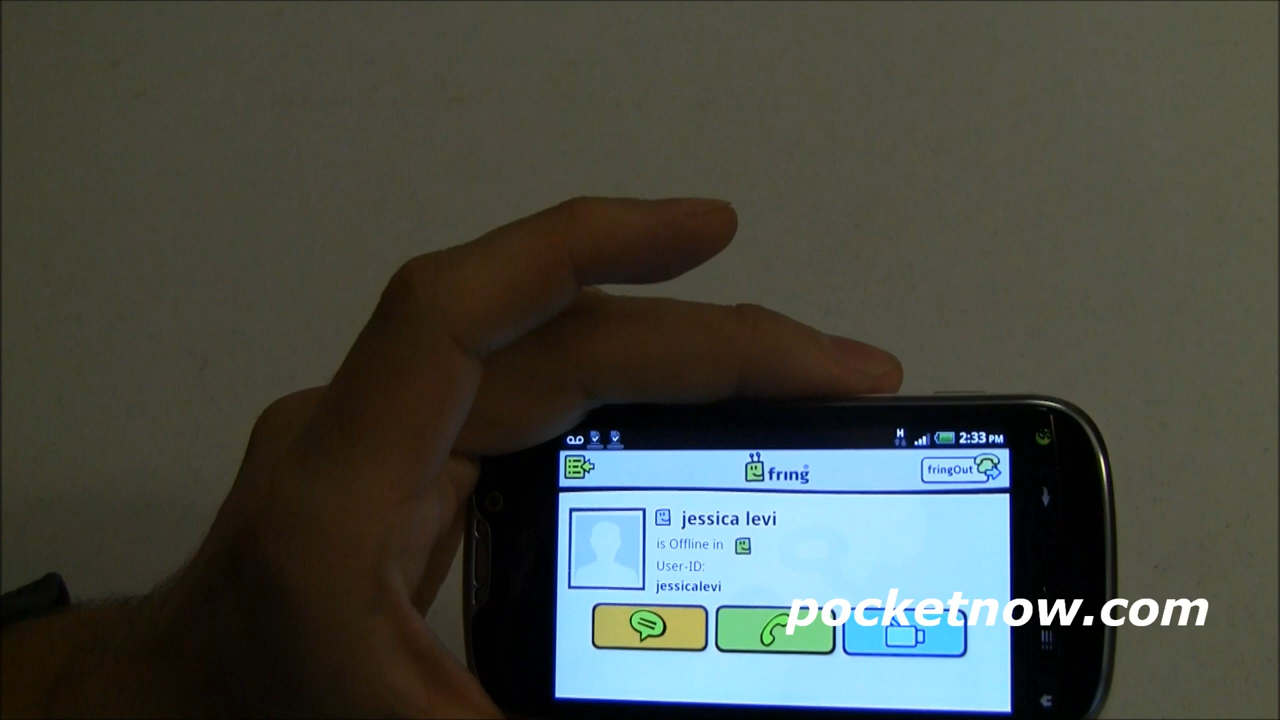 H
2:33 PM
fring
fringOut
jessica levi
is Offline in
User-ID:
jessicalevi
pocketnow.com